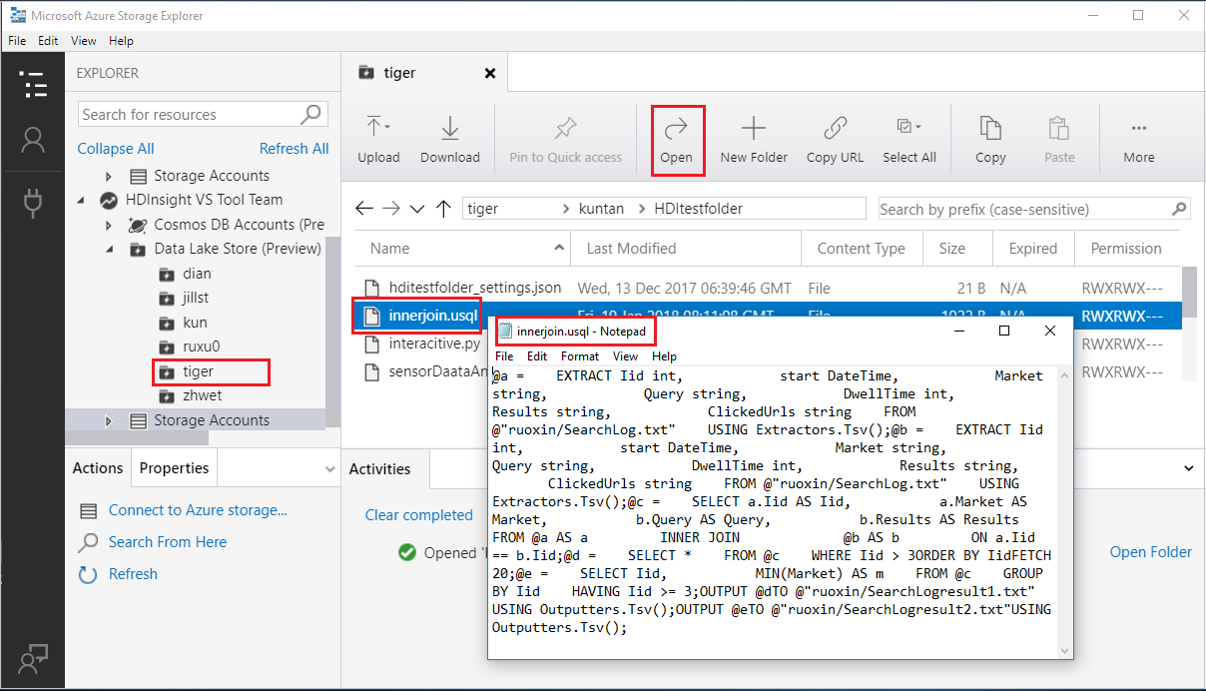 Microsoft Azure Storage Explorer
File Edit View Help
EXPLORER
Search for resources
Collapse All Refresh All
Storage Accounts
HDInsight VS Tool Team
Cosmos DB Accounts (Pre
Data Lake Store (Preview)
dian
jillst
kun
ruxu0
tiger
zhwet
Storage Accounts
Actions Properties
Connect to Azure storage...
Search From Here
Refresh
tiger
Upload Download Pin to Quick access Open New Folder Copy URL Select All Copy Paste More
tiger kuntan HDItestfolder Search by prefix (case-sensitive)
Name Last Modified Content Type Size Expired Permission
hditestfolder_settings.json Wed, 13 Dec 2017 06:39:46 GMT File 21 B N/A RWXRWX---
innerjoin.usql Fri, 19 Jan 2018 08:11:08 GMT File 1022 B N/A RWXRWX---
interacitive.py RWXRWX---
sensorDaataAn RWXRWX---
innerjoin.usql - Notepad
File Edit Format View Help
@a = EXTRACT Iid int, start DateTime, Market
string, Query string, DwellTime int,
Results string, ClickedUrls string FROM
@"ruoxin/SearchLog.txt" USING Extractors.Tsv();@b = EXTRACT Iid
int, start DateTime, Market string,
Query string, DwellTime int, Results string,
ClickedUrls string FROM @"ruoxin/SearchLog.txt" USING
Extractors.Tsv();@c = SELECT a.Iid AS Iid, a.Market AS
Market, b.Query AS Query, b.Results AS Results
FROM @a AS a INNER JOIN @b AS b ON a.Iid
== b.Iid;@d = SELECT * FROM @c WHERE Iid > 3ORDER BY IidFETCH
20;@e = SELECT Iid, MIN(Market) AS m FROM @c GROUP
BY Iid HAVING Iid >= 3;OUTPUT @dTO @"ruoxin/SearchLogresult1.txt"
USING Outputters.Tsv();OUTPUT @eTO @"ruoxin/SearchLogresult2.txt"USING
Outputters.Tsv();
Activities
Clear completed
Opened Open Folder